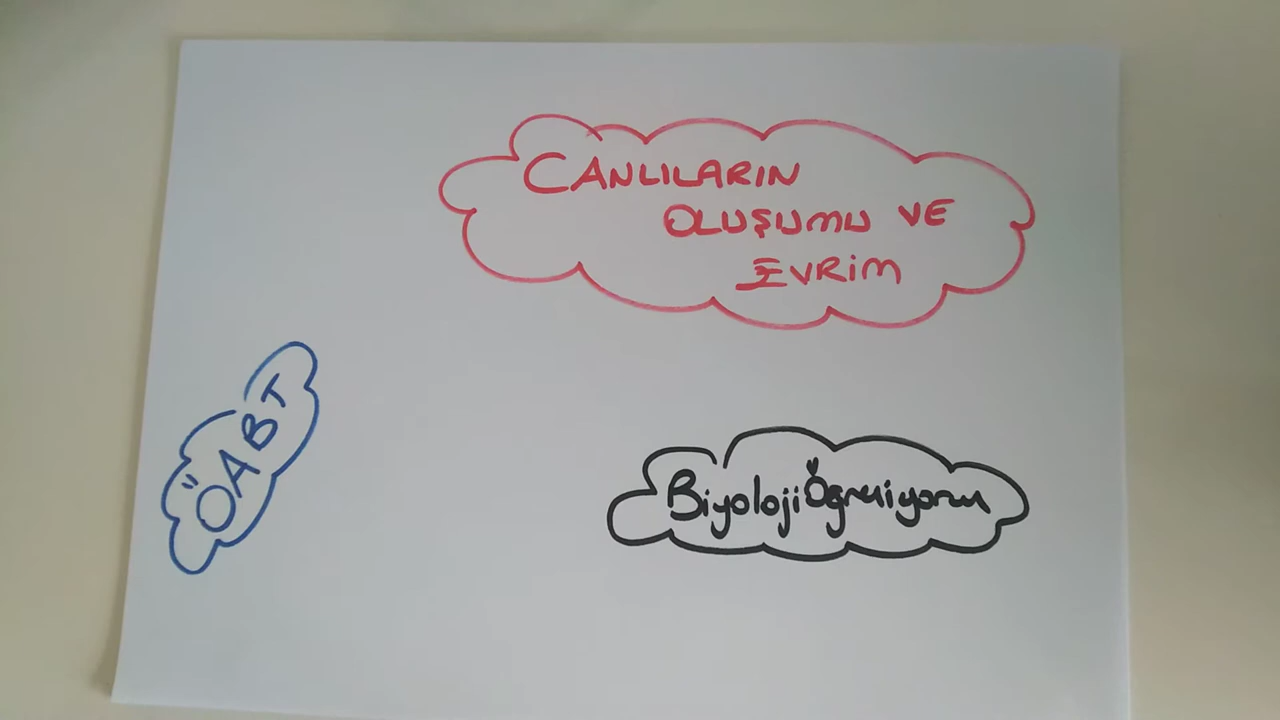 CANLILARIN
OLUŞUMU VE
EVRİM
ÖABT
BiyolojiÖğreniyorum